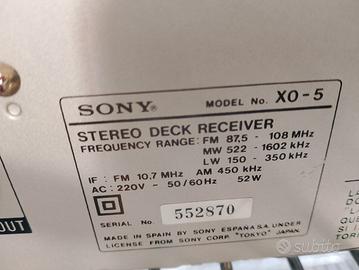 SONY® MODEL No. XO-5
STEREO DECK RECEIVER
FREQUENCY RANGE: FM 87,5 - 108 MHz
MW 522 - 1602 kHz
LW 150 - 350 kHz
IF : FM 10.7 MHz AM 450 kHz
AC : 220V - 50/60Hz 52W
SERIAL No. 552870
MADE IN SPAIN BY SONY ESPAÑA S.A. UNDER
LICENSE FROM SONY CORP. "TOKYO" JAPAN.
OUT
subito